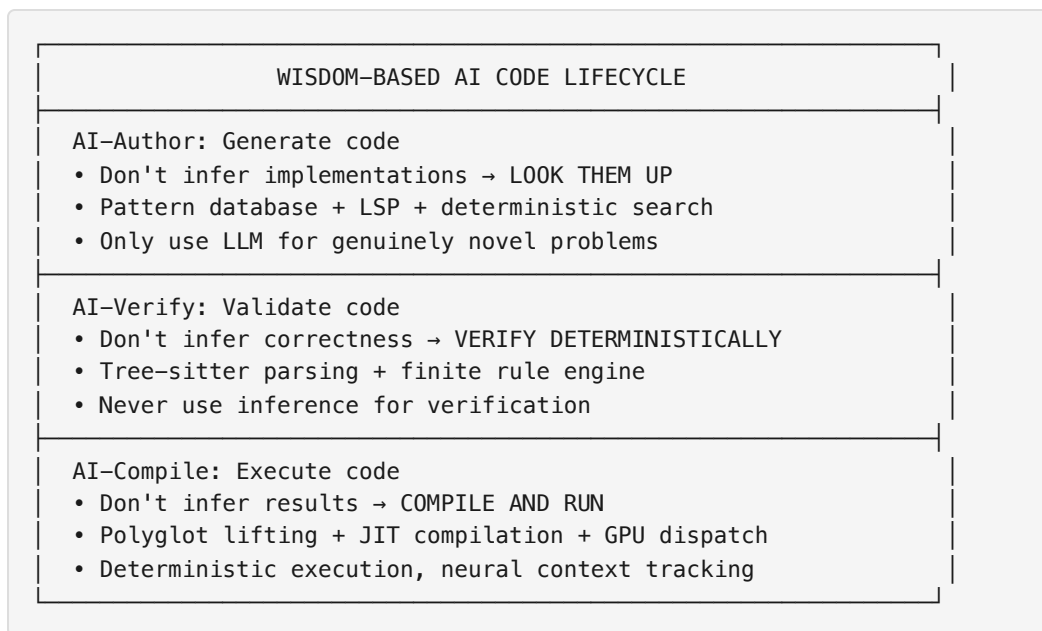 WISDOM-BASED AI CODE LIFECYCLE
AI-Author: Generate code
• Don't infer implementations → LOOK THEM UP
• Pattern database + LSP + deterministic search
• Only use LLM for genuinely novel problems
AI-Verify: Validate code
• Don't infer correctness → VERIFY DETERMINISTICALLY
• Tree-sitter parsing + finite rule engine
• Never use inference for verification
AI-Compile: Execute code
• Don't infer results → COMPILE AND RUN
• Polyglot lifting + JIT compilation + GPU dispatch
• Deterministic execution, neural context tracking